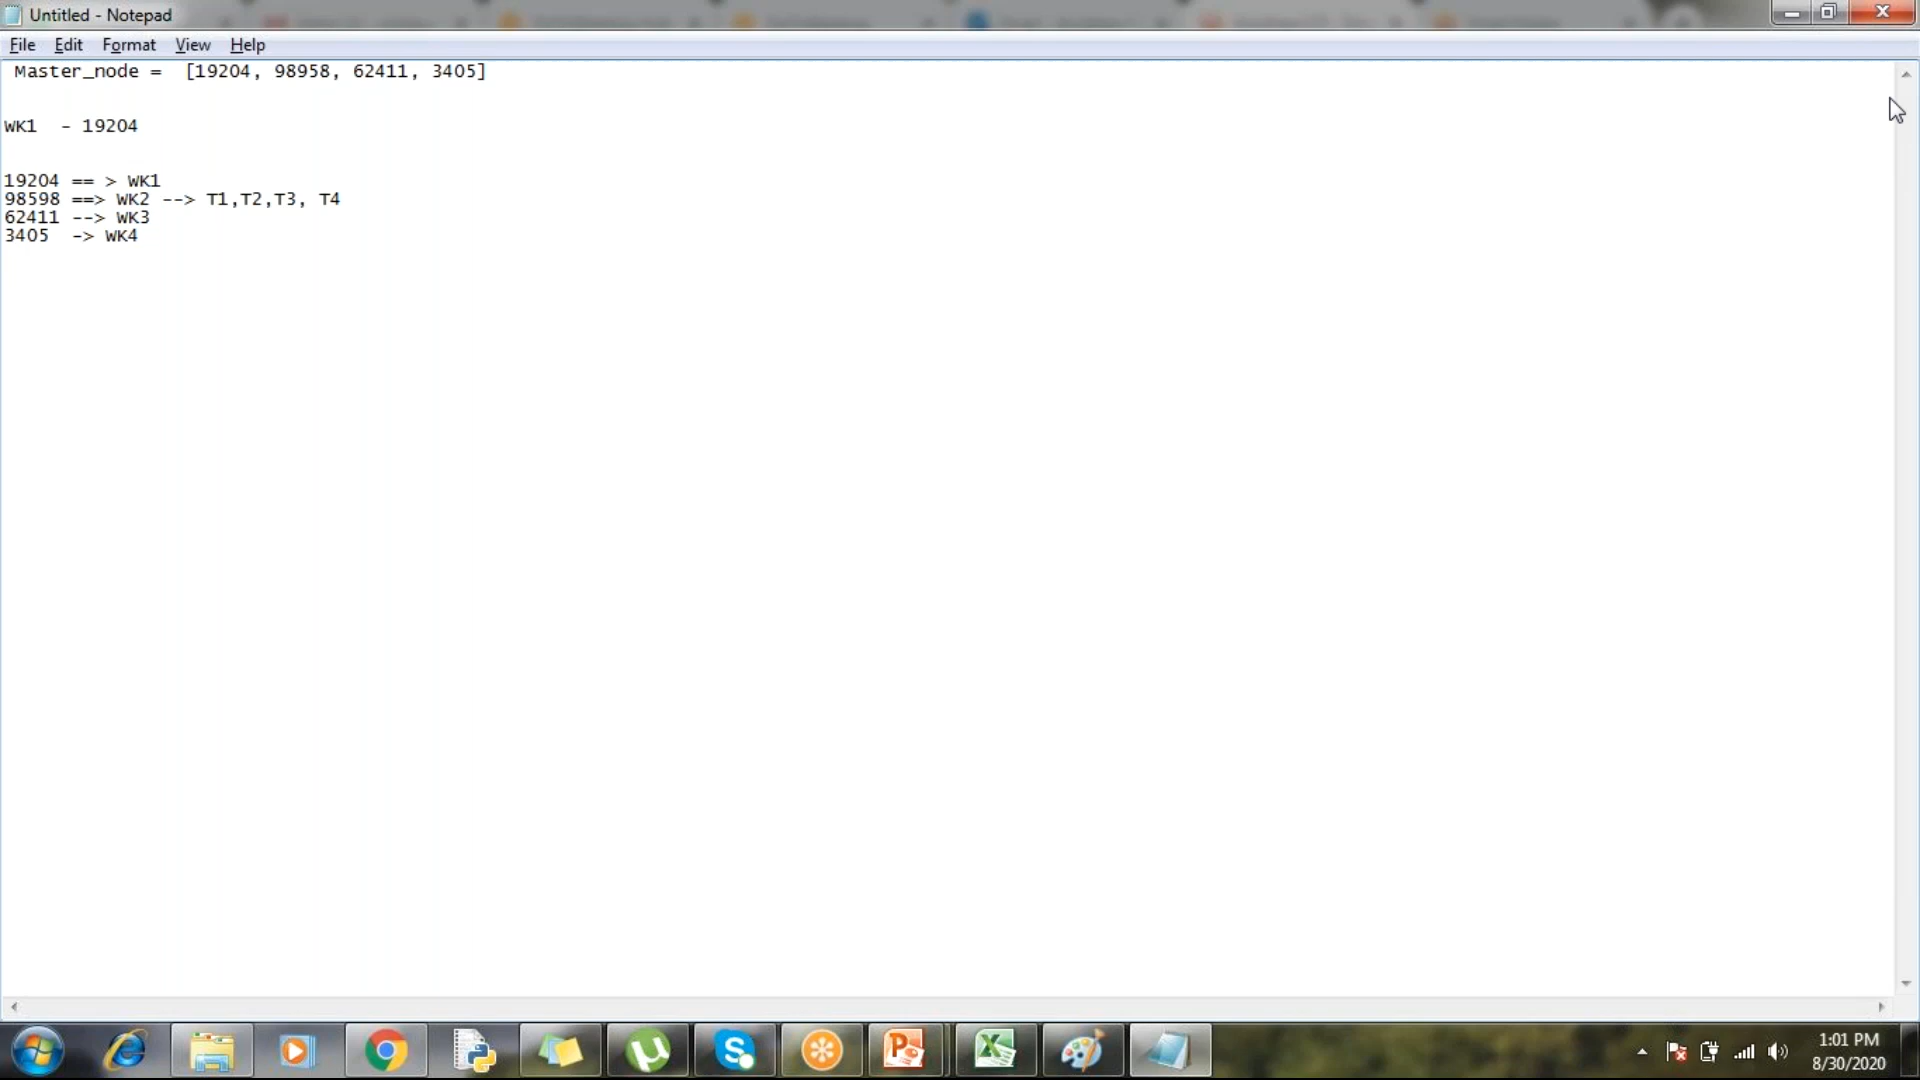 Untitled - Notepad
File Edit Format View Help
Master_node =  [19204, 98958, 62411, 3405]
WK1  - 19204
19204 == > WK1
98598 ==> WK2 --> T1,T2,T3, T4
62411 --> WK3
3405  -> WK4
1:01 PM
8/30/2020